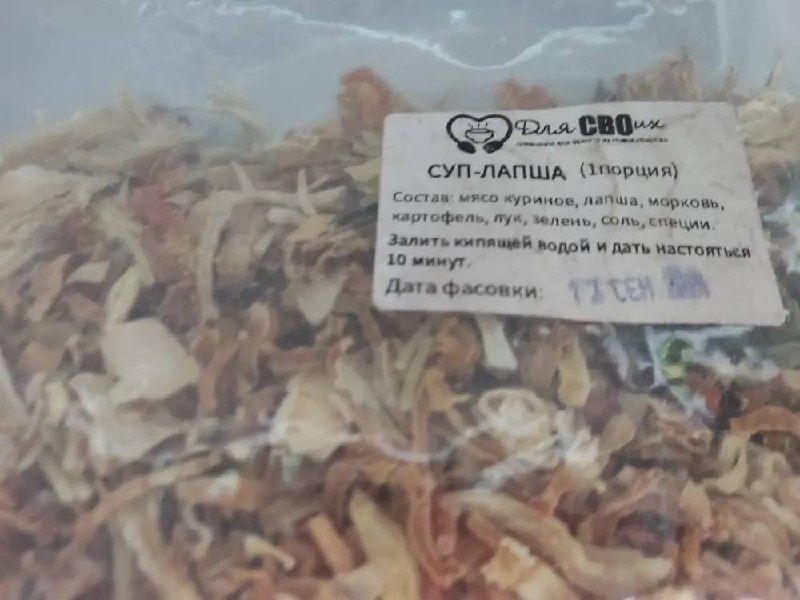 Для СВОих
СУП-ЛАПША (1порция)
Состав: мясо куриное, лапша, морковь,
картофель, лук, зелень, соль, специи.
Залить кипящей водой и дать настояться
10 минут.
Дата фасовки: СЕН